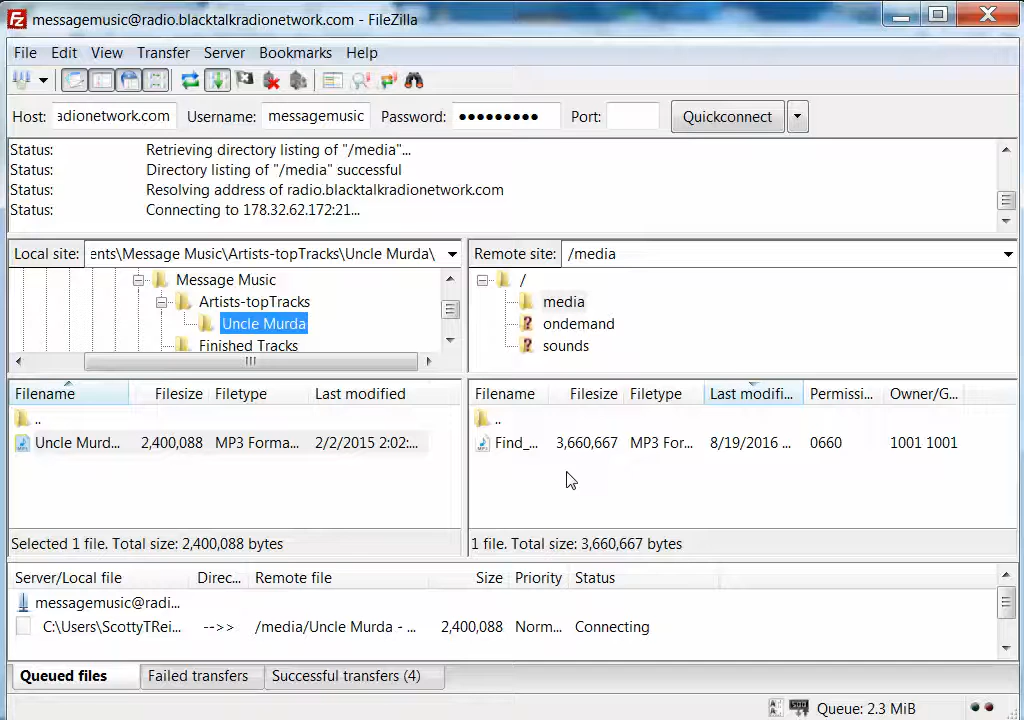 messagemusic@radio.blacktalkradionetwork.com - FileZilla
File Edit View Transfer Server Bookmarks Help
Host: adionetwork.com Username: messagemusic Password: ●●●●●●●●● Port: Quickconnect
Status: Retrieving directory listing of "/media"...
Status: Directory listing of "/media" successful
Status: Resolving address of radio.blacktalkradionetwork.com
Status: Connecting to 178.32.62.172:21...
Local site: ents\Message Music\Artists-topTracks\Uncle Murda\
Message Music
Artists-topTracks
Uncle Murda
Finished Tracks
Remote site: /media
/
media
ondemand
sounds
Filename Filesize Filetype Last modified
..
Uncle Murd... 2,400,088 MP3 Forma... 2/2/2015 2:02:...
Selected 1 file. Total size: 2,400,088 bytes
Filename Filesize Filetype Last modifi... Permissi... Owner/G...
..
Find_... 3,660,667 MP3 For... 8/19/2016 ... 0660 1001 1001
1 file. Total size: 3,660,667 bytes
Server/Local file Direc... Remote file Size Priority Status
messagemusic@radi...
C:\Users\ScottyTRei... -->> /media/Uncle Murda - ... 2,400,088 Norm... Connecting
Queued files Failed transfers Successful transfers (4)
Queue: 2.3 MiB